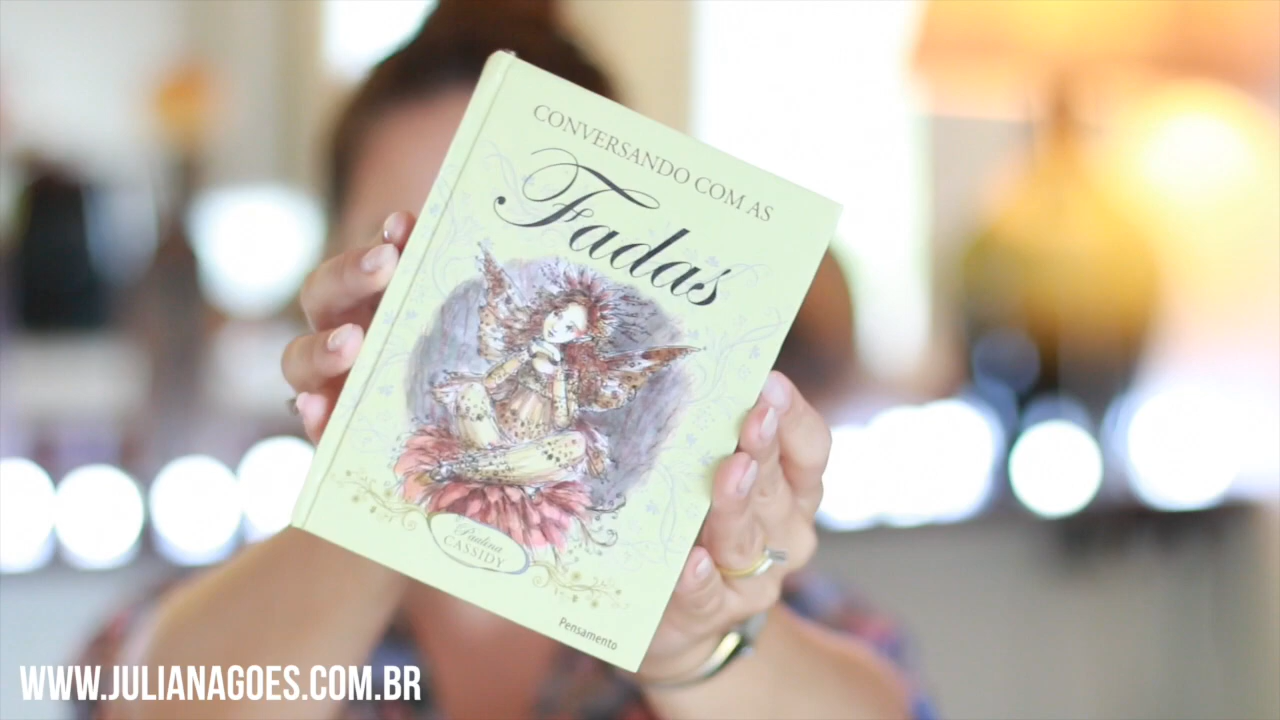 CONVERSANDO COM AS
Fadas
Paulina
CASSIDY
Pensamento
WWW.JULIANAGOES.COM.BR